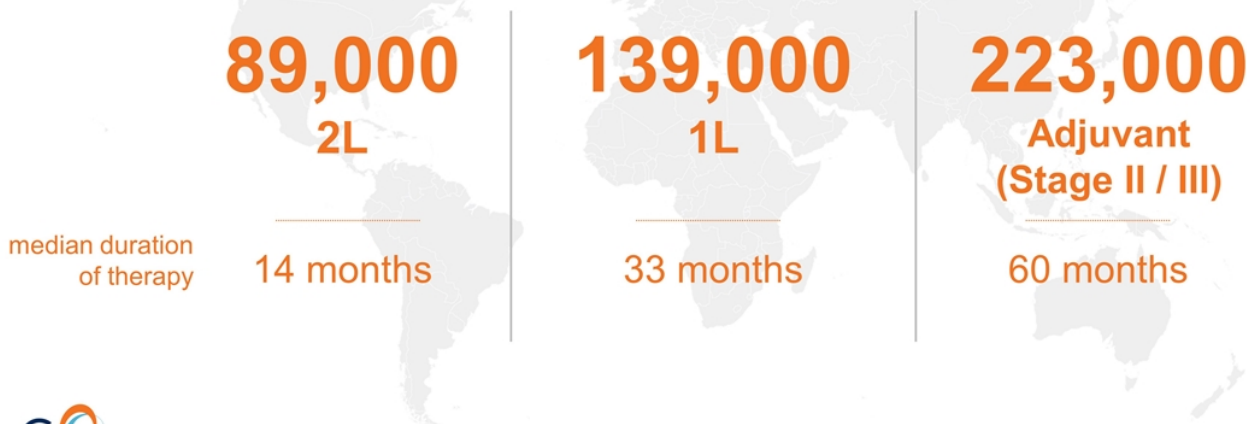 89,000
2L
139,000
1L
223,000
Adjuvant
(Stage II / III)
median duration
of therapy
14 months
33 months
60 months